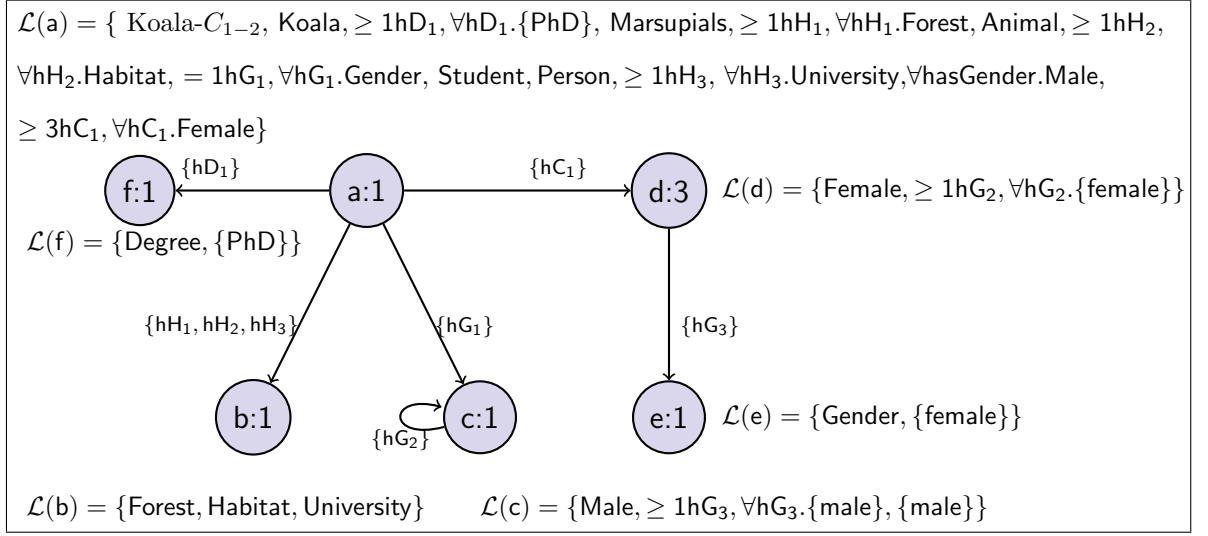 ℒ(a) = { Koala-C₁₋₂, Koala, ≥ 1hD₁, ∀hD₁.{PhD}, Marsupials, ≥ 1hH₁, ∀hH₁.Forest, Animal, ≥ 1hH₂,
∀hH₂.Habitat, = 1hG₁, ∀hG₁.Gender, Student, Person, ≥ 1hH₃, ∀hH₃.University,∀hasGender.Male,
≥ 3hC₁, ∀hC₁.Female}
{hD₁} {hC₁}
f:1 a:1 d:3 ℒ(d) = {Female, ≥ 1hG₂, ∀hG₂.{female}}
ℒ(f) = {Degree, {PhD}}
{hH₁, hH₂, hH₃} {hG₁} {hG₃}
b:1 c:1 e:1 ℒ(e) = {Gender, {female}}
{hG₂}
ℒ(b) = {Forest, Habitat, University} ℒ(c) = {Male, ≥ 1hG₃, ∀hG₃.{male}, {male}}